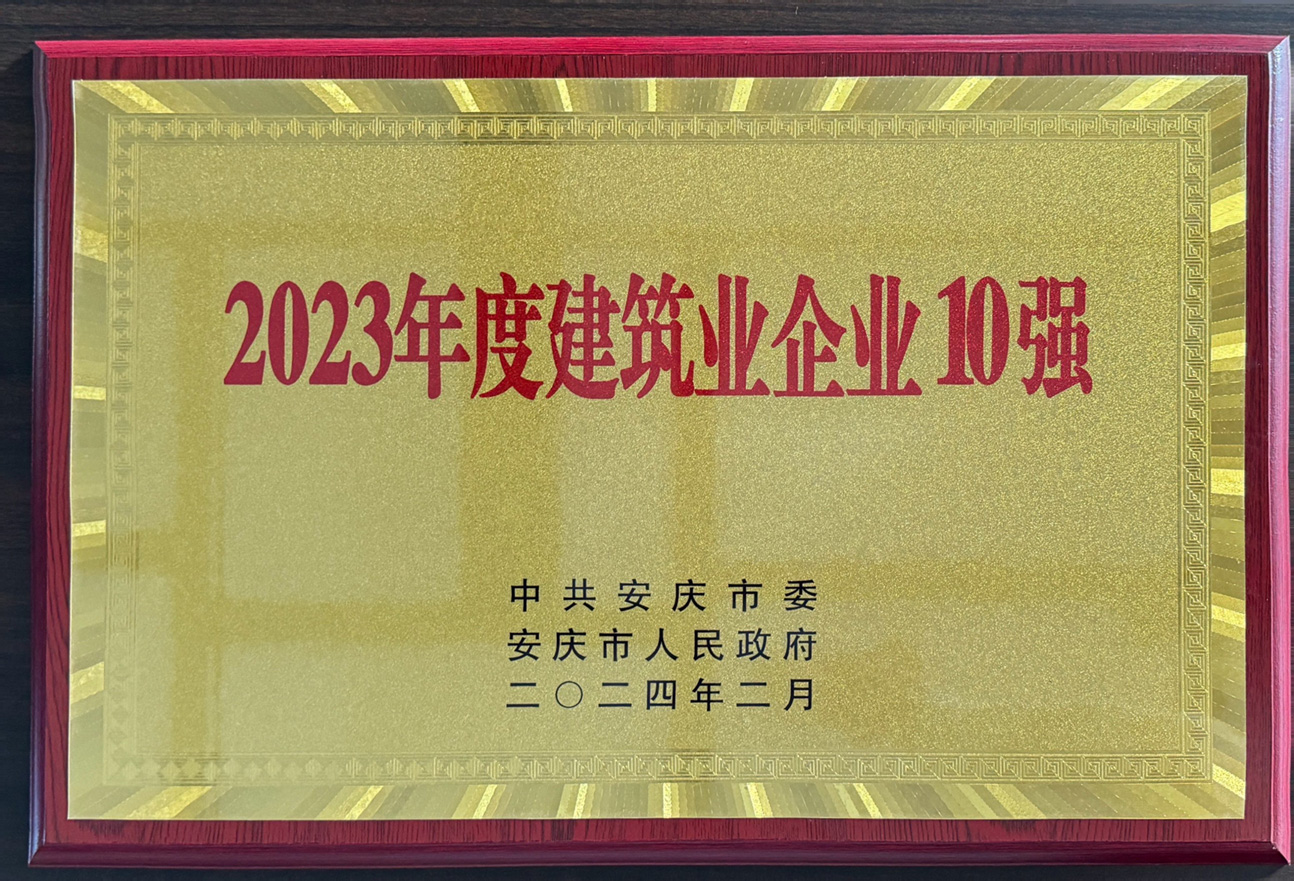 2023年度建筑业企业10强
中共安庆市委
安庆市人民政府
二〇二四年二月